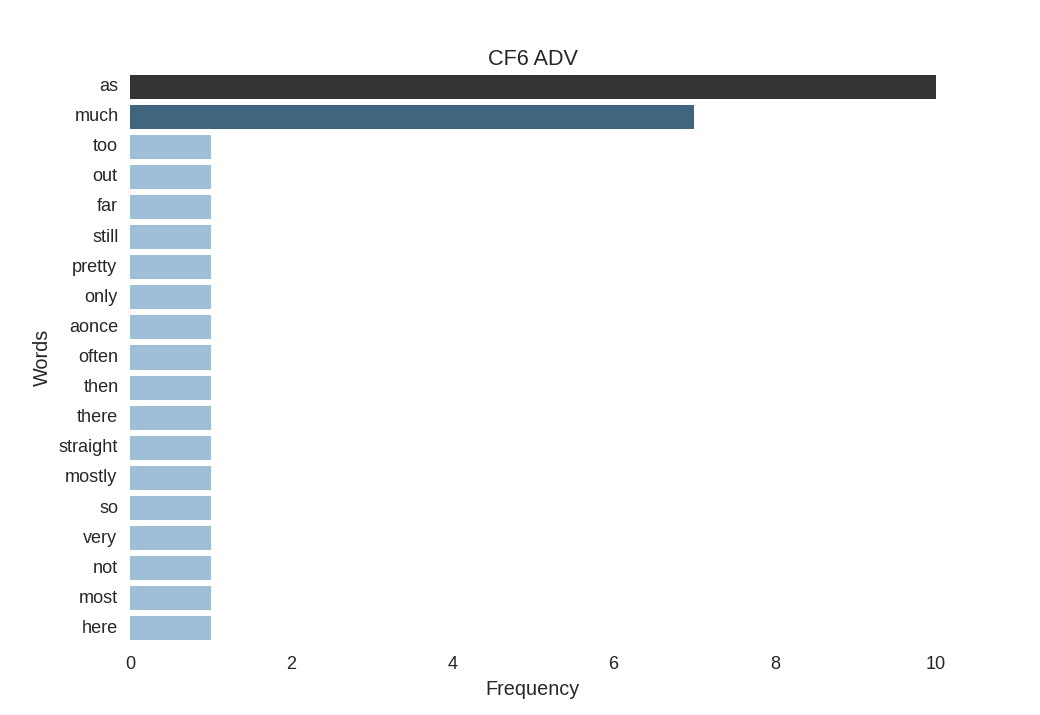 CF6 ADV
as
much
too
out
far
still
pretty
only
aonce
often
then
there
straight
mostly
so
very
not
most
here
Words
0 2 4 6 8 10
Frequency